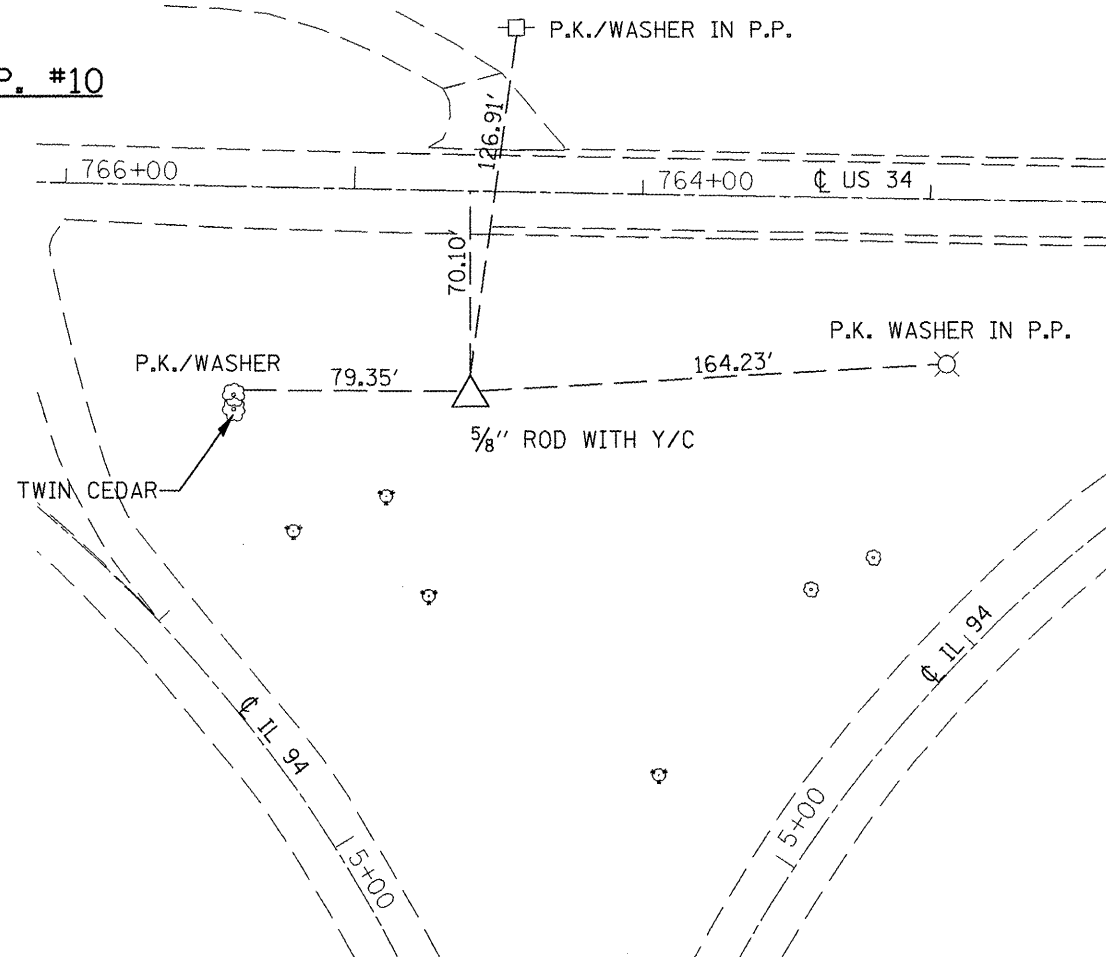 P.K./WASHER IN P.P.
P. #10
126.91'
766+00
764+00
℄ US 34
70.10'
P.K. WASHER IN P.P.
P.K./WASHER
79.35'
164.23'
5/8'' ROD WITH Y/C
TWIN CEDAR
℄ IL 94
℄ IL 94
5+00
5+00